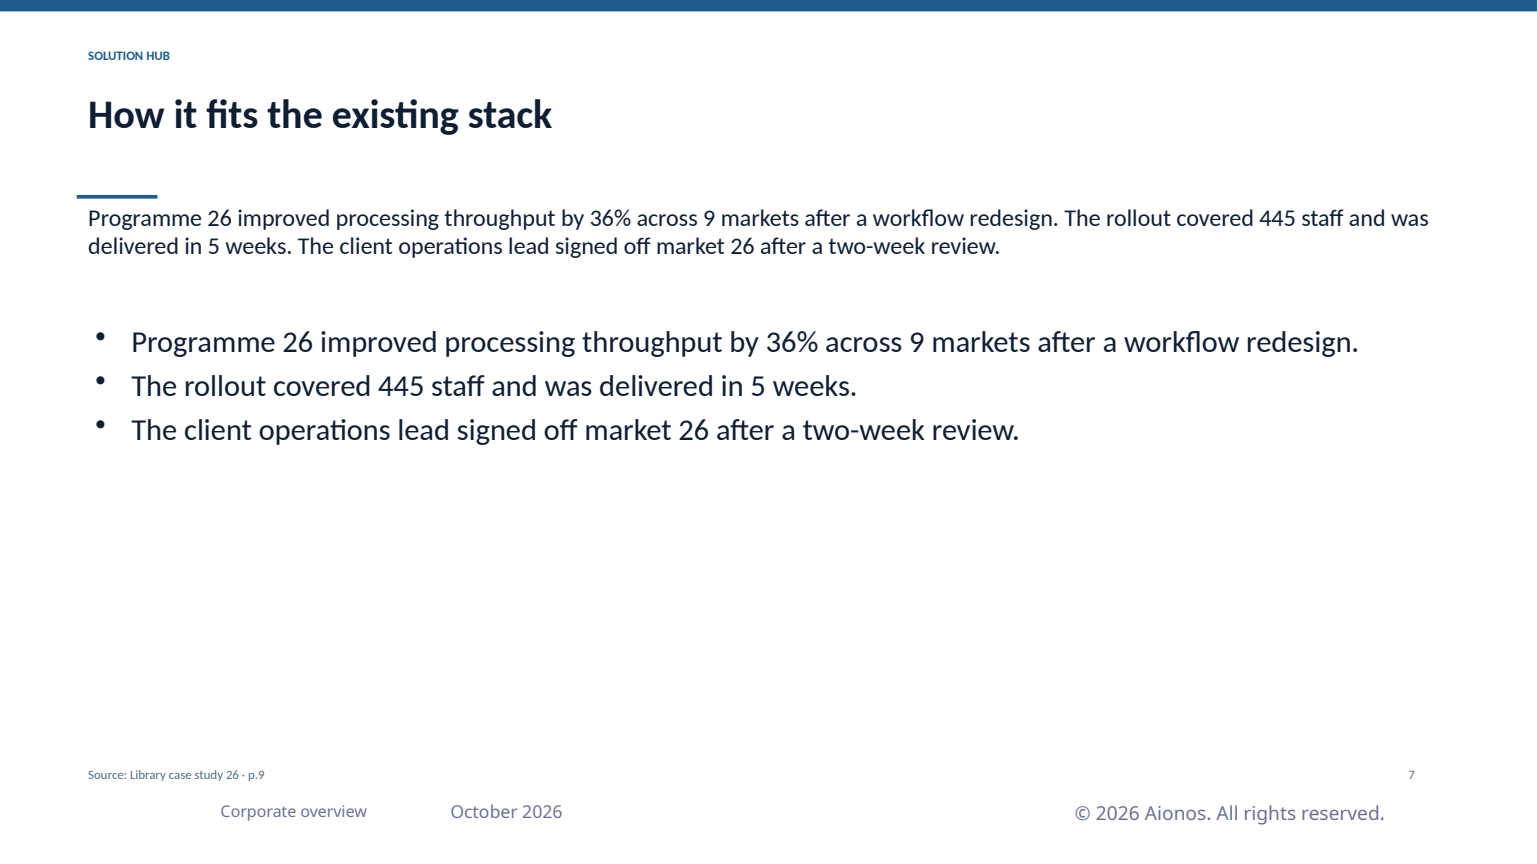 SOLUTION HUB
How it fits the existing stack
Programme 26 improved processing throughput by 36% across 9 markets after a workflow redesign. The rollout covered 445 staff and was
delivered in 5 weeks. The client operations lead signed off market 26 after a two-week review.
• Programme 26 improved processing throughput by 36% across 9 markets after a workflow redesign.
• The rollout covered 445 staff and was delivered in 5 weeks.
• The client operations lead signed off market 26 after a two-week review.
Source: Library case study 26 · p.9
7
Corporate overview
October 2026
© 2026 Aionos. All rights reserved.